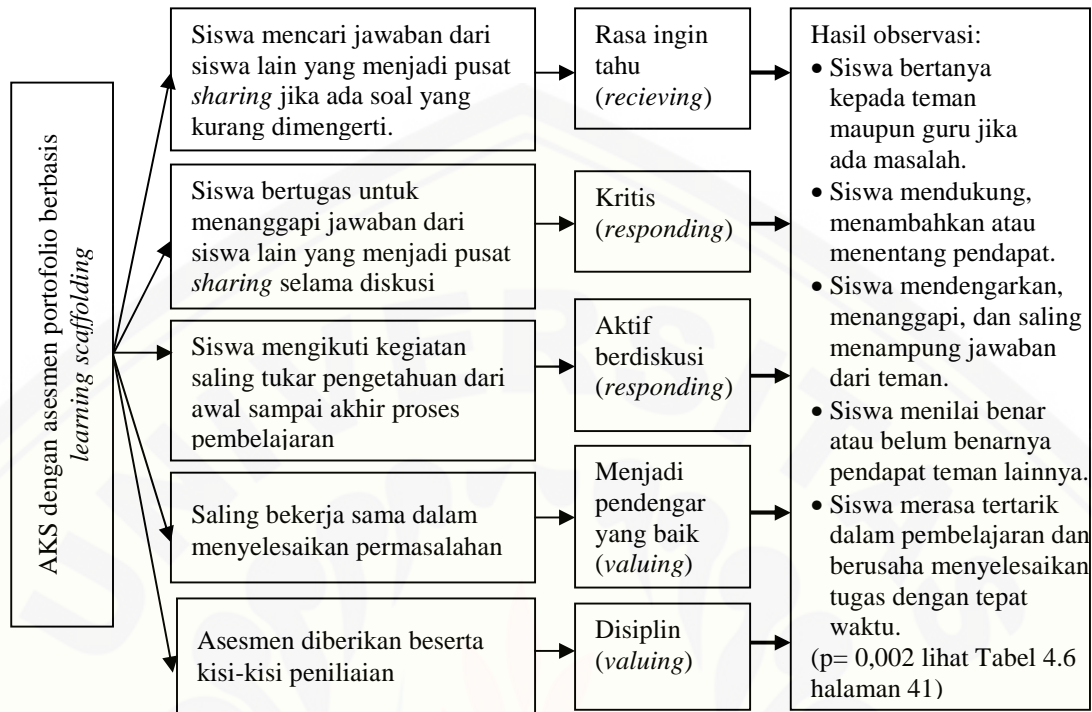 AKS dengan asesmen portofolio berbasis
learning scaffolding
Siswa mencari jawaban dari
siswa lain yang menjadi pusat
sharing jika ada soal yang
kurang dimengerti.
Rasa ingin
tahu
(recieving)
Siswa bertugas untuk
menanggapi jawaban dari
siswa lain yang menjadi pusat
sharing selama diskusi
Kritis
(responding)
Siswa mengikuti kegiatan
saling tukar pengetahuan dari
awal sampai akhir proses
pembelajaran
Aktif
berdiskusi
(responding)
Saling bekerja sama dalam
menyelesaikan permasalahan
Menjadi
pendengar
yang baik
(valuing)
Asesmen diberikan beserta
kisi-kisi peniliaian
Disiplin
(valuing)
Hasil observasi:
• Siswa bertanya
kepada teman
maupun guru jika
ada masalah.
• Siswa mendukung,
menambahkan atau
menentang pendapat.
• Siswa mendengarkan,
menanggapi, dan saling
menampung jawaban
dari teman.
• Siswa menilai benar
atau belum benarnya
pendapat teman lainnya.
• Siswa merasa tertarik
dalam pembelajaran dan
berusaha menyelesaikan
tugas dengan tepat
waktu.
(p= 0,002 lihat Tabel 4.6
halaman 41)
UNIVERSITAS